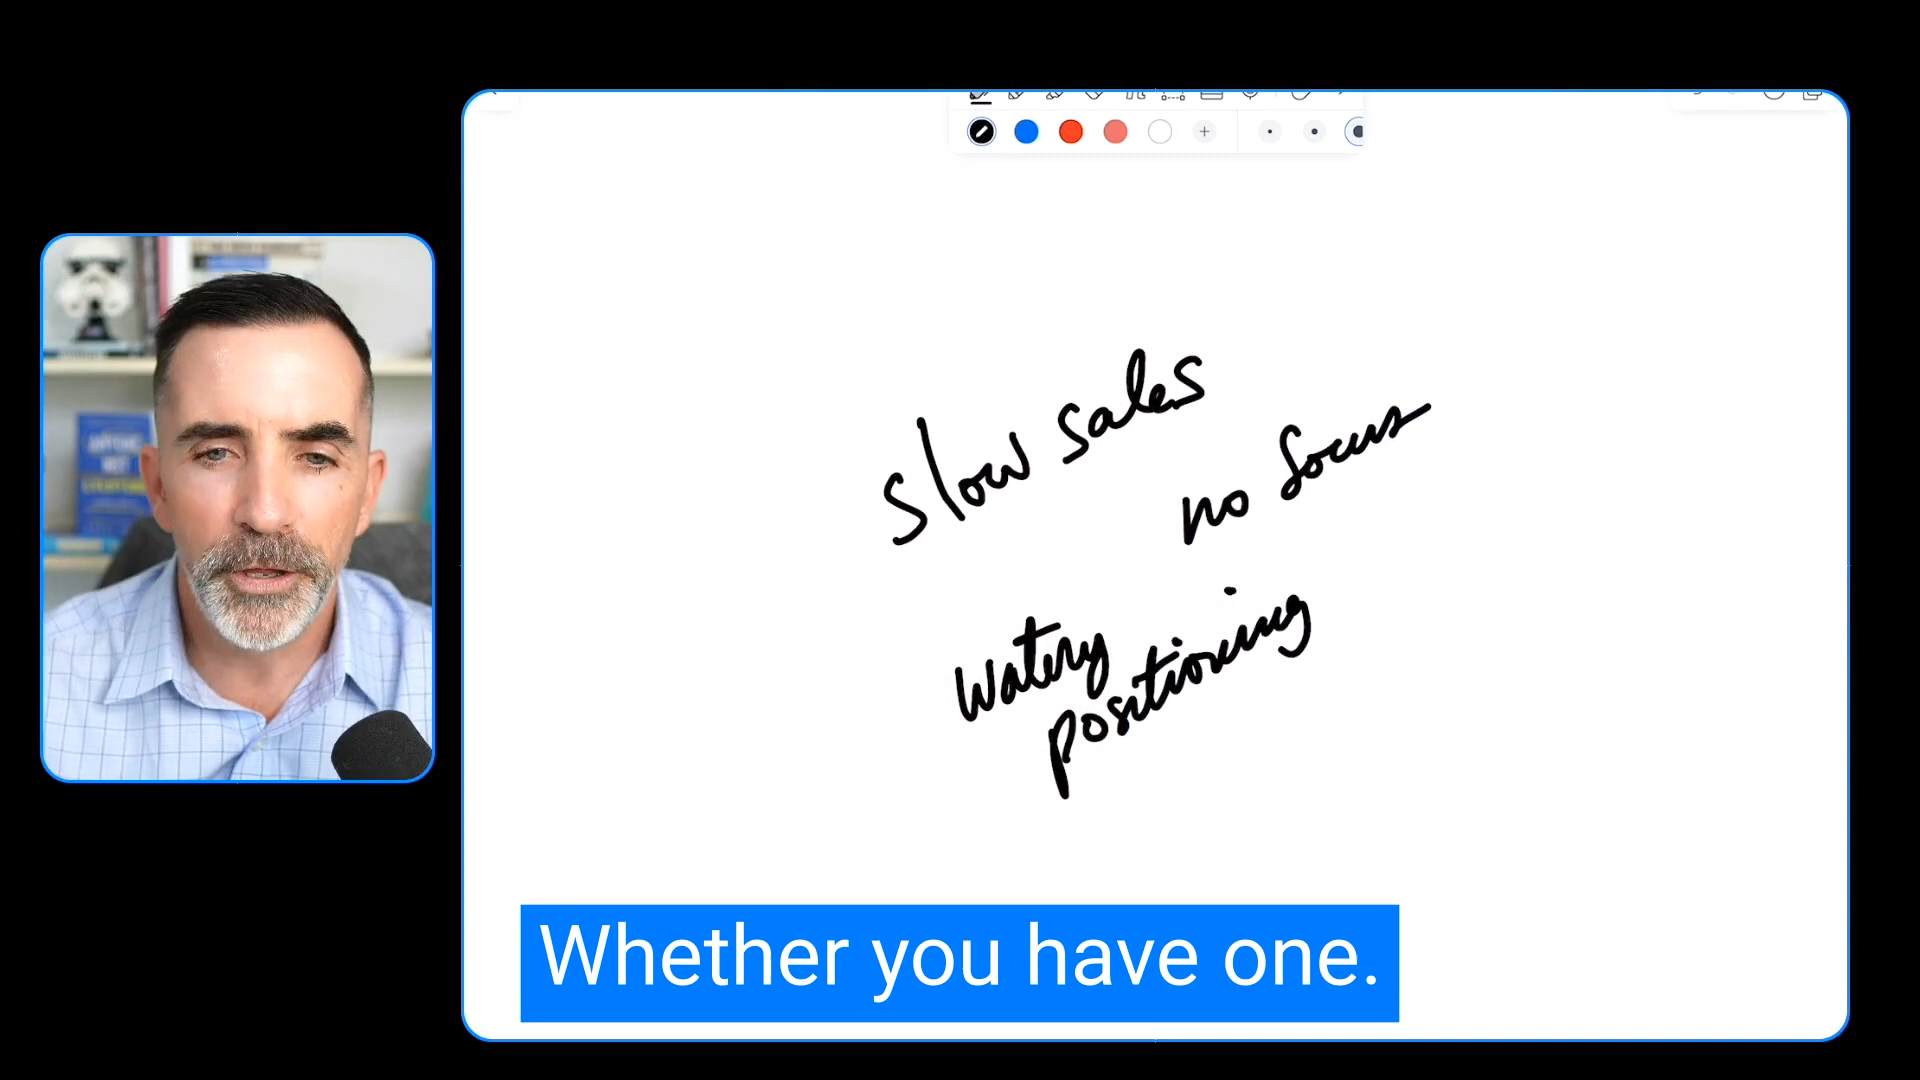 slow sales
no focus
watery
positioning
Whether you have one.